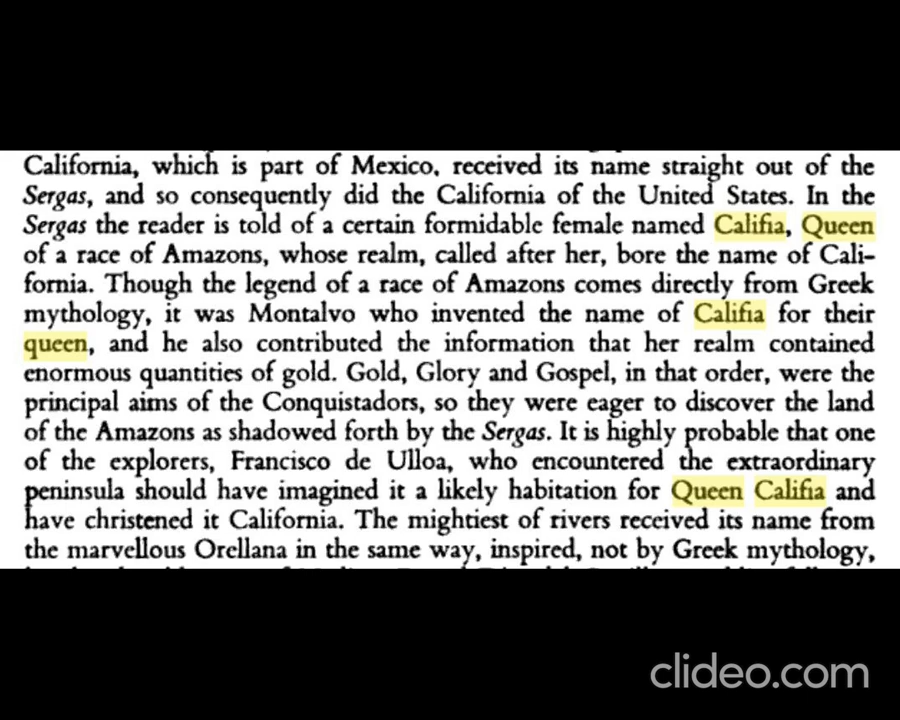 California, which is part of Mexico, received its name straight out of the
Sergas, and so consequently did the California of the United States. In the
Sergas the reader is told of a certain formidable female named Califia, Queen
of a race of Amazons, whose realm, called after her, bore the name of Cali-
fornia. Though the legend of a race of Amazons comes directly from Greek
mythology, it was Montalvo who invented the name of Califia for their
queen, and he also contributed the information that her realm contained
enormous quantities of gold. Gold, Glory and Gospel, in that order, were the
principal aims of the Conquistadors, so they were eager to discover the land
of the Amazons as shadowed forth by the Sergas. It is highly probable that one
of the explorers, Francisco de Ulloa, who encountered the extraordinary
peninsula should have imagined it a likely habitation for Queen Califia and
have christened it California. The mightiest of rivers received its name from
the marvellous Orellana in the same way, inspired, not by Greek mythology,
clideo.com